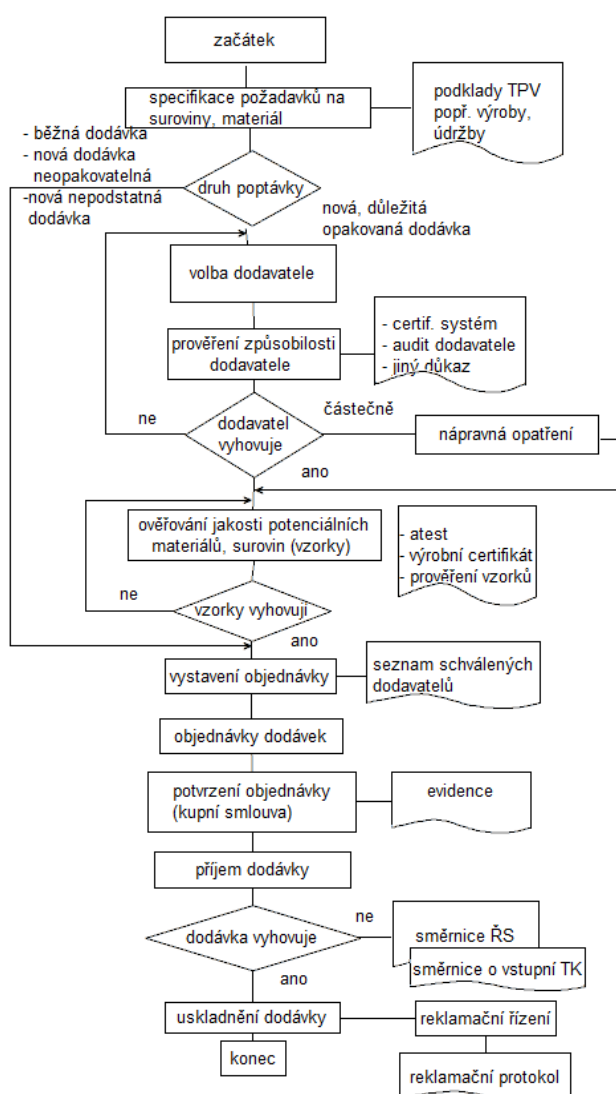 začátek
specifikace požadavků na
suroviny, materiál
podklady TPV
popř. výroby,
údržby
- běžná dodávka
- nová dodávka
neopakovatelná
-nová nepodstatná
dodávka
druh poptávky
nová, důležitá
opakovaná dodávka
volba dodavatele
prověření způsobilosti
dodavatele
- certif. systém
- audit dodavatele
- jiný důkaz
ne
dodavatel
vyhovuje
částečně
nápravná opatření
ano
ověřování jakosti potenciálních
materiálů, surovin (vzorky)
- atest
- výrobní certifikát
- prověření vzorků
ne
vzorky vyhovují
ano
vystavení objednávky
seznam schválených
dodavatelů
objednávky dodávek
potvrzení objednávky
(kupní smlouva)
evidence
příjem dodávky
dodávka vyhovuje
ne
směrnice ŘS
směrnice o vstupní TK
ano
uskladnění dodávky
reklamační řízení
konec
reklamační protokol